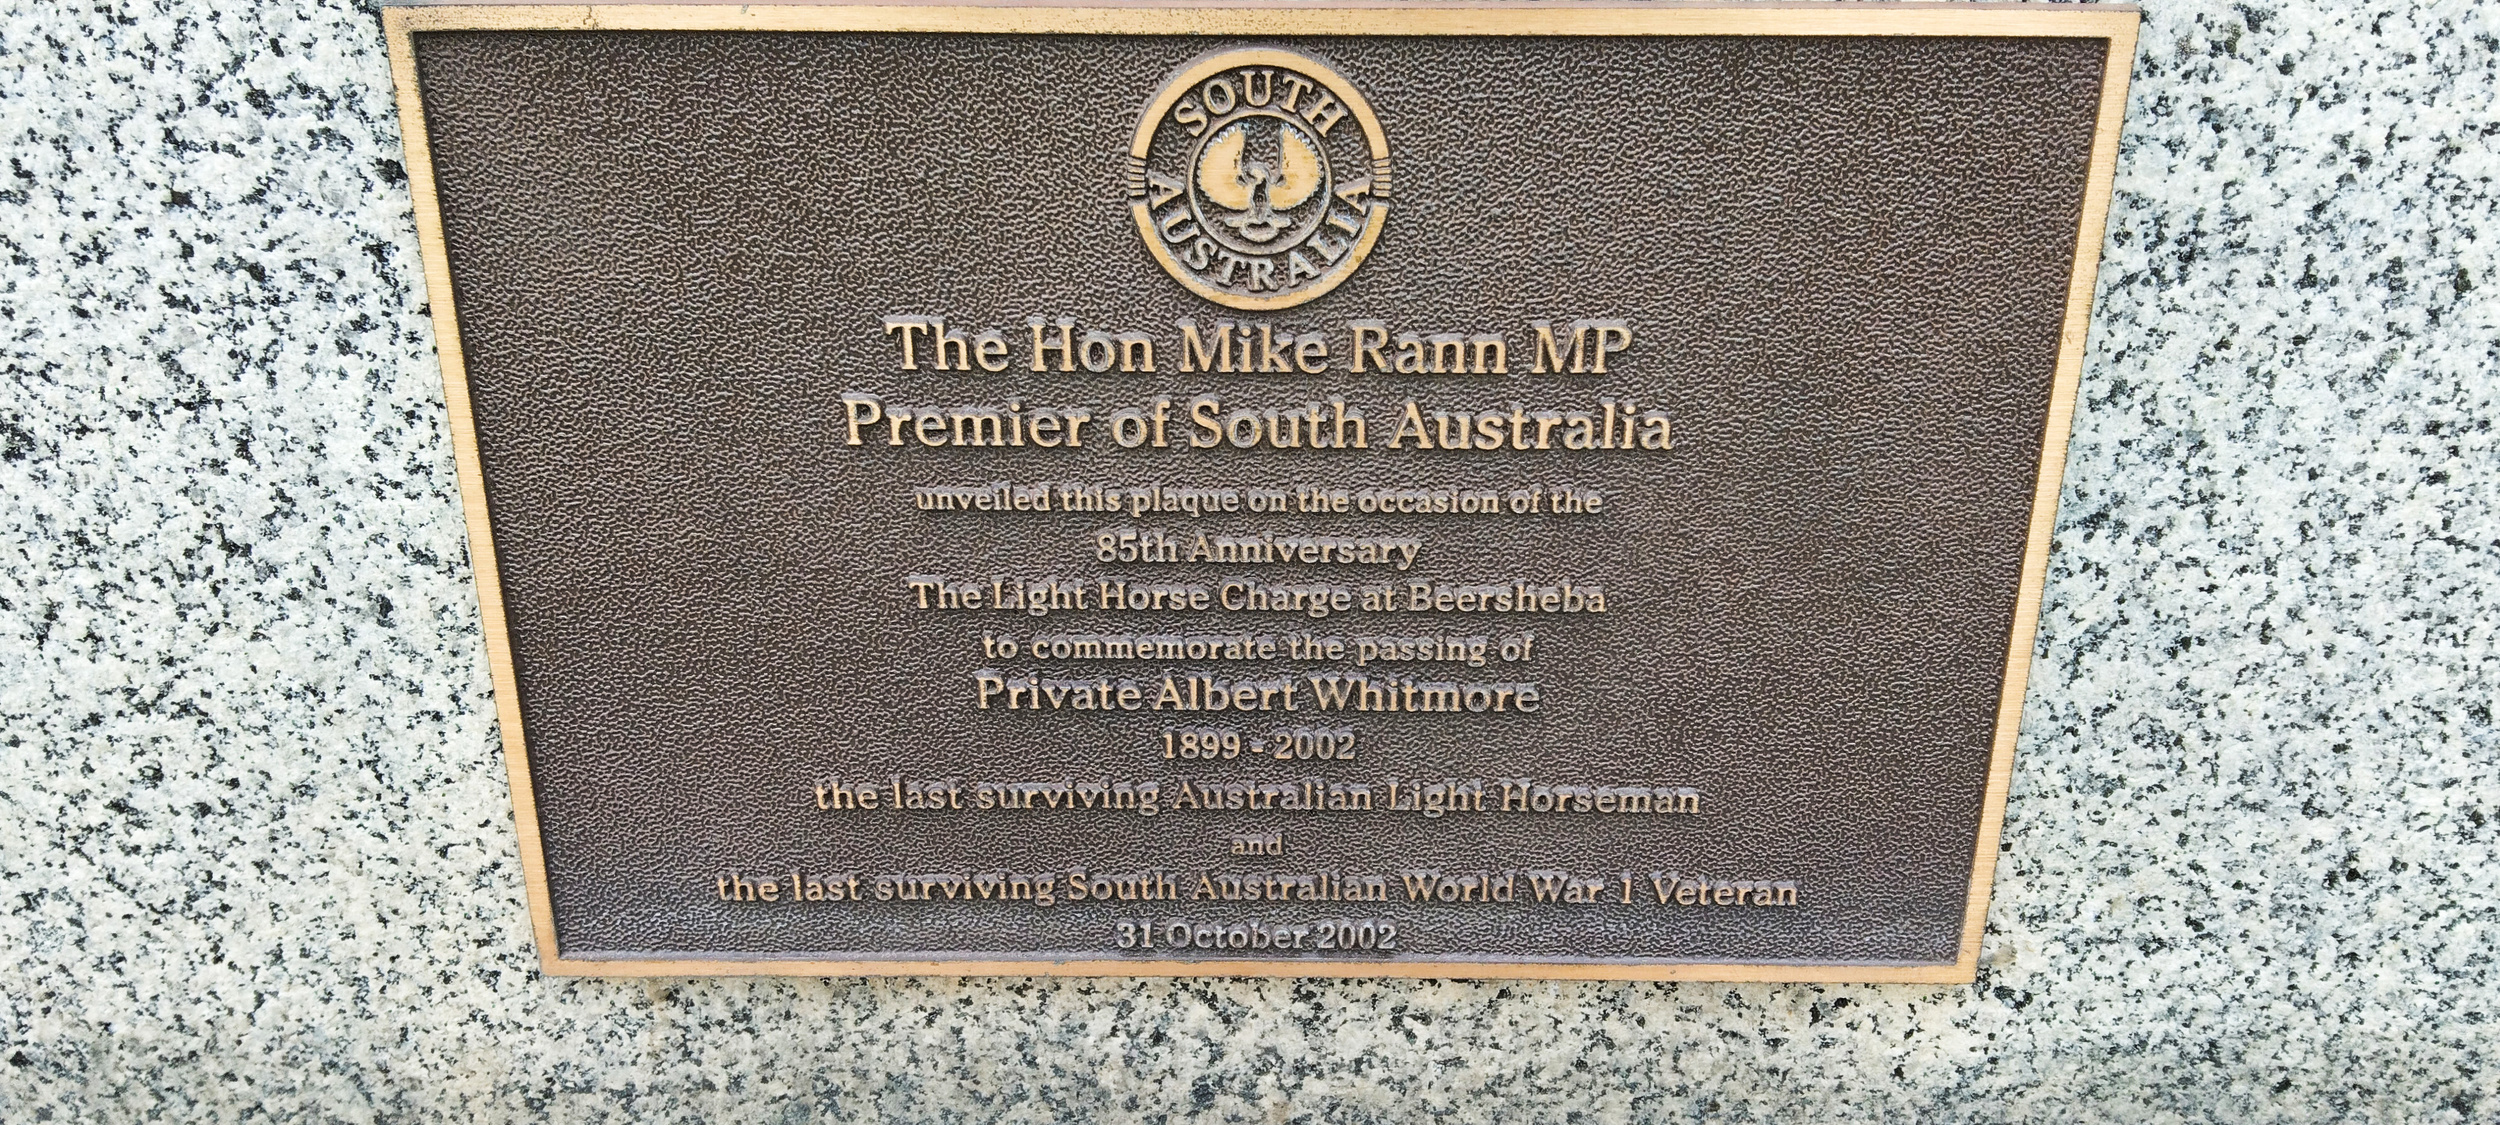 SOUTH
AUSTRALIA
The Hon Mike Rann MP
Premier of South Australia
unveiled this plaque on the occasion of the
85th Anniversary
The Light Horse Charge at Beersheba
to commemorate the passing of
Private Albert Whitmore
1899 - 2002
the last surviving Australian Light Horseman
and
the last surviving South Australian World War 1 Veteran
31 October 2002